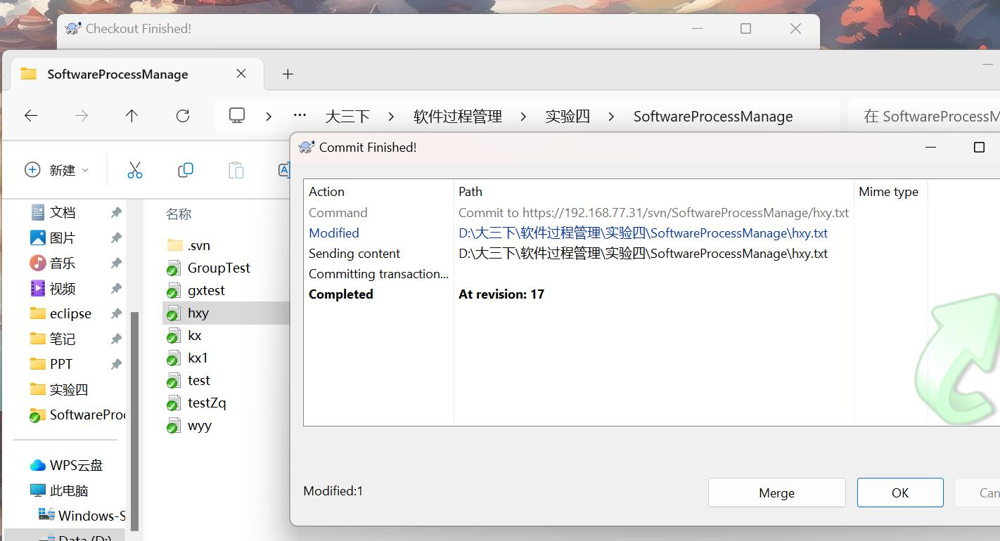 Checkout Finished!
SoftwareProcessManage
··· 大三下 > 软件过程管理 > 实验四 > SoftwareProcessManage
在 SoftwareProcessM
新建
Commit Finished!
文档
图片
音乐
视频
eclipse
笔记
PPT
实验四
SoftwareProc
WPS云盘
此电脑
Windows-S
Data (D:)
名称
.svn
GroupTest
gxtest
hxy
kx
kx1
test
testZq
wyy
Action Path Mime type
Command Commit to https://192.168.77.31/svn/SoftwareProcessManage/hxy.txt
Modified D:\大三下\软件过程管理\实验四\SoftwareProcessManage\hxy.txt
Sending content D:\大三下\软件过程管理\实验四\SoftwareProcessManage\hxy.txt
Committing transaction...
Completed At revision: 17
Modified:1
Merge OK Can